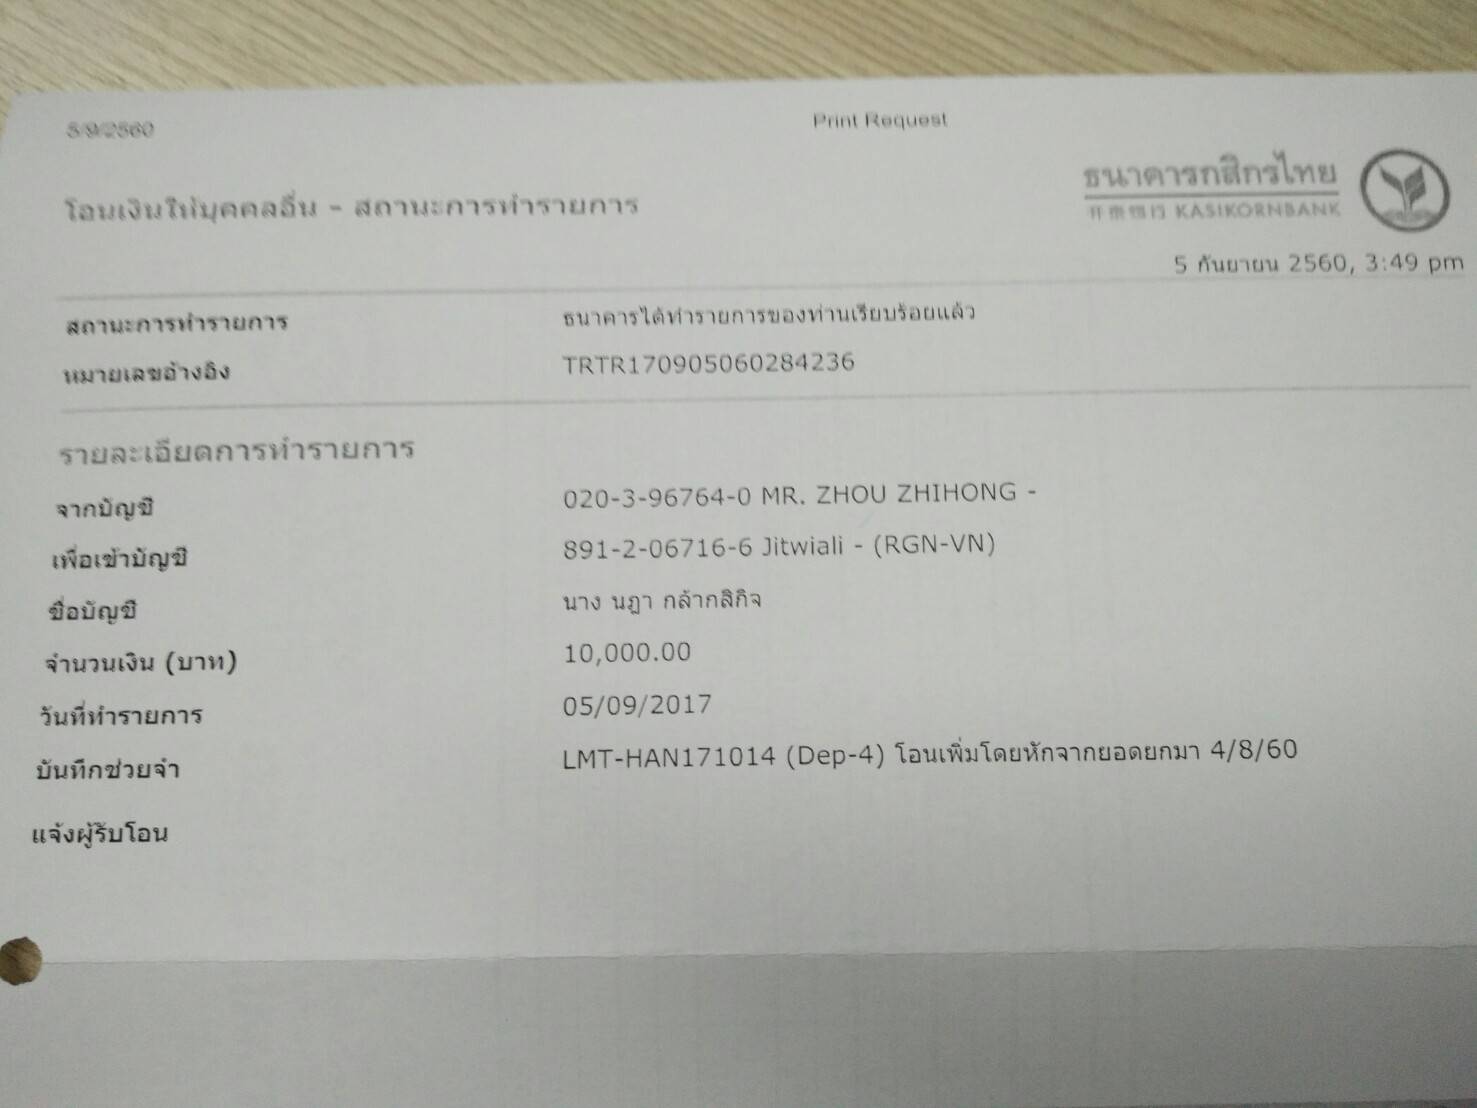 5/9/2560
Print Request
ธนาคารกสิกรไทย
开泰银行 KASIKORNBANK
โอนเงินให้บุคคลอื่น - สถานะการทำรายการ
5 กันยายน 2560, 3:49 pm
สถานะการทำรายการ ธนาคารได้ทำรายการของท่านเรียบร้อยแล้ว
หมายเลขอ้างอิง TRTR170905060284236
รายละเอียดการทำรายการ
จากบัญชี 020-3-96764-0 MR. ZHOU ZHIHONG -
เพื่อเข้าบัญชี 891-2-06716-6 Jitwiali - (RGN-VN)
ชื่อบัญชี นาง นฎา กล้ากสิกิจ
จำนวนเงิน (บาท) 10,000.00
วันที่ทำรายการ 05/09/2017
บันทึกช่วยจำ LMT-HAN171014 (Dep-4) โอนเพิ่มโดยหักจากยอดยกมา 4/8/60
แจ้งผู้รับโอน